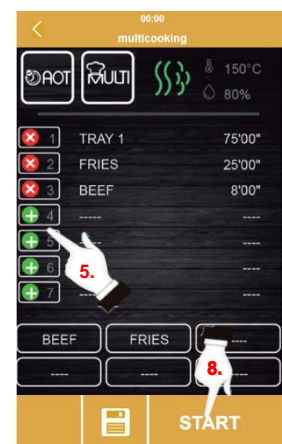 00:00
multicooking
AOT MULTI 150°C
80%
1 TRAY 1 75'00"
2 FRIES 25'00"
3 BEEF 8'00"
4 ----- ----
5 ----- ----
6 ----- ----
7 ----- ----
5.
BEEF FRIES ----
---- ---- ----
8.
START